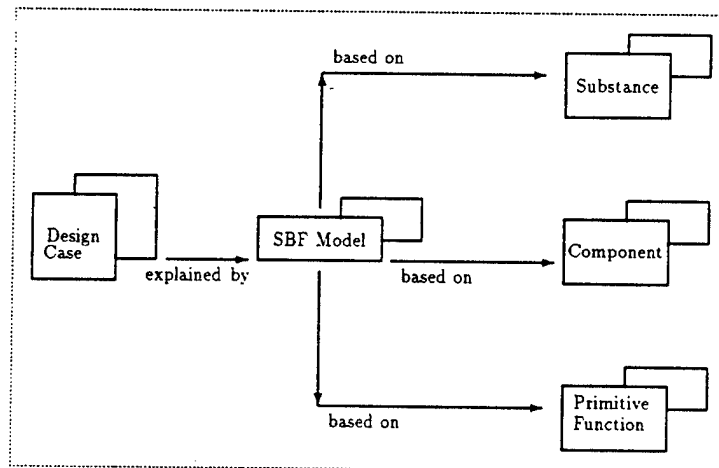 based on
Substance
Design
Case
explained by
SBF Model
based on
Component
based on
Primitive
Function